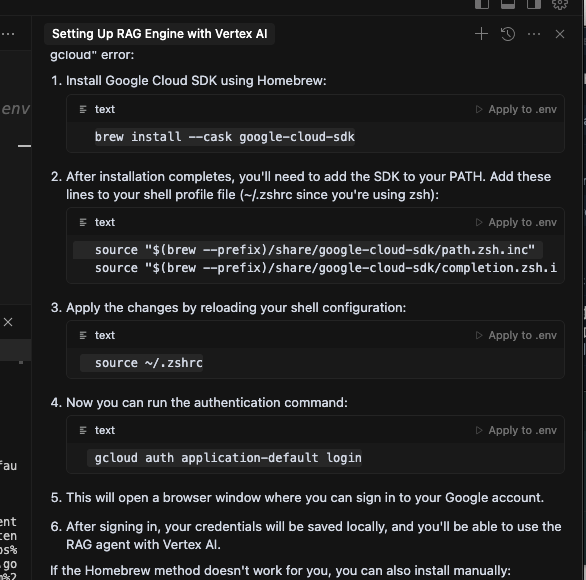 Setting Up RAG Engine with Vertex AI
gcloud" error:
env
1. Install Google Cloud SDK using Homebrew:
text
Apply to .env
brew install --cask google-cloud-sdk
2. After installation completes, you'll need to add the SDK to your PATH. Add these
lines to your shell profile file (~/.zshrc since you're using zsh):
text
Apply to .env
source "$(brew --prefix)/share/google-cloud-sdk/path.zsh.inc"
source "$(brew --prefix)/share/google-cloud-sdk/completion.zsh.i
3. Apply the changes by reloading your shell configuration:
text
Apply to .env
source ~/.zshrc
4. Now you can run the authentication command:
text
Apply to .env
gcloud auth application-default login
5. This will open a browser window where you can sign in to your Google account.
6. After signing in, your credentials will be saved locally, and you'll be able to use the
RAG agent with Vertex AI.
If the Homebrew method doesn't work for you, you can also install manually:
fau
ent
ten
os%
.go